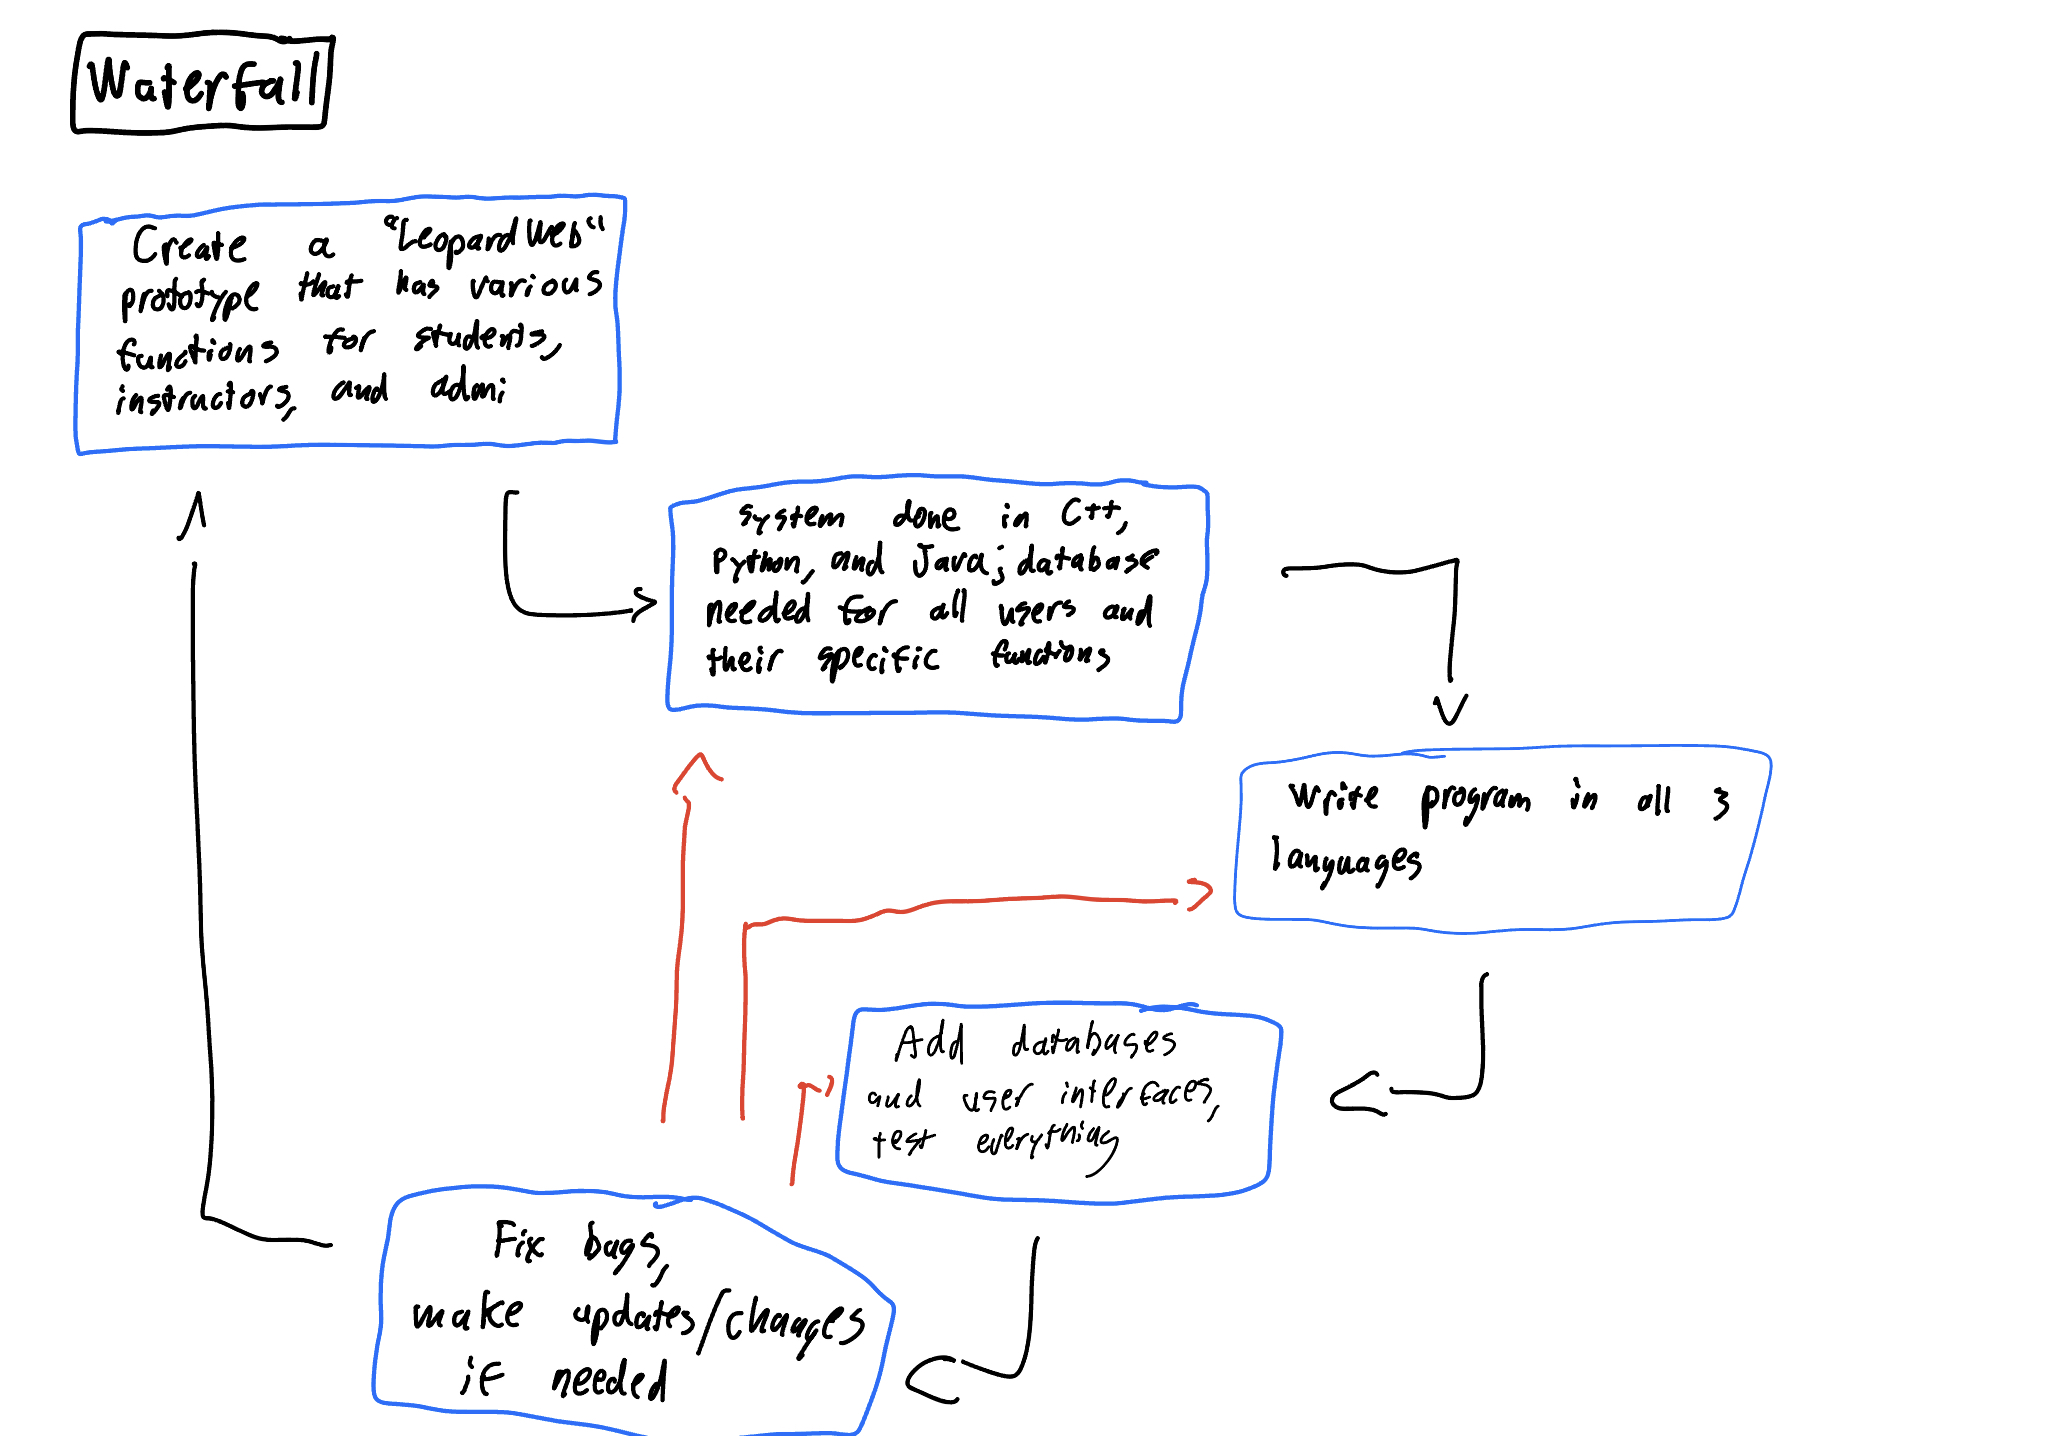 Waterfall
Create a "LeopardWeb"
prototype that has various
functions for students,
instructors, and admi
system done in C++,
Python, and Java; database
needed for all users and
their specific functions
Write program in all 3
languages
Add databases
and user interfaces,
test everything
Fix bugs,
make updates/changes
if needed